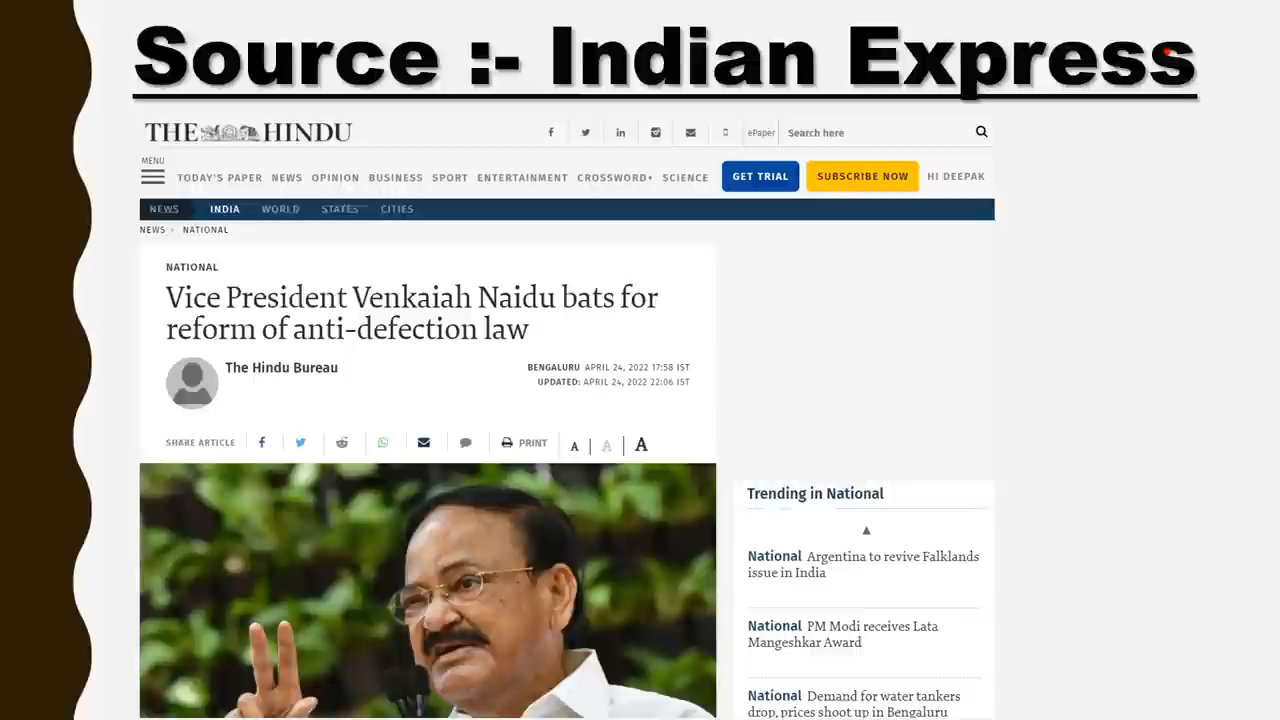 Source :- Indian Express
THE HINDU
ePaper
Search here
MENU
TODAY'S PAPER NEWS OPINION BUSINESS SPORT ENTERTAINMENT CROSSWORD+ SCIENCE
GET TRIAL
SUBSCRIBE NOW
HI DEEPAK
NEWS INDIA WORLD STATES CITIES
NEWS › NATIONAL
NATIONAL
Vice President Venkaiah Naidu bats for
reform of anti-defection law
The Hindu Bureau
BENGALURU APRIL 24, 2022 17:58 IST
UPDATED: APRIL 24, 2022 22:06 IST
SHARE ARTICLE
PRINT
A | A | A
Trending in National
National Argentina to revive Falklands
issue in India
National PM Modi receives Lata
Mangeshkar Award
National Demand for water tankers
drop, prices shoot up in Bengaluru